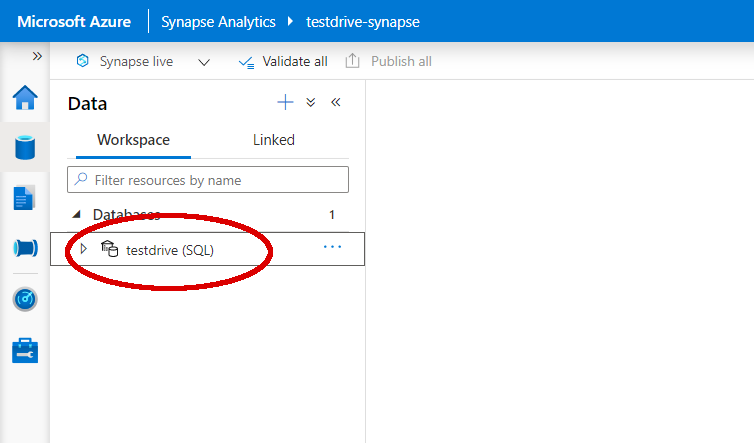 Microsoft Azure Synapse Analytics testdrive-synapse
Synapse live Validate all Publish all
Data
Workspace Linked
Filter resources by name
Databases 1
testdrive (SQL)